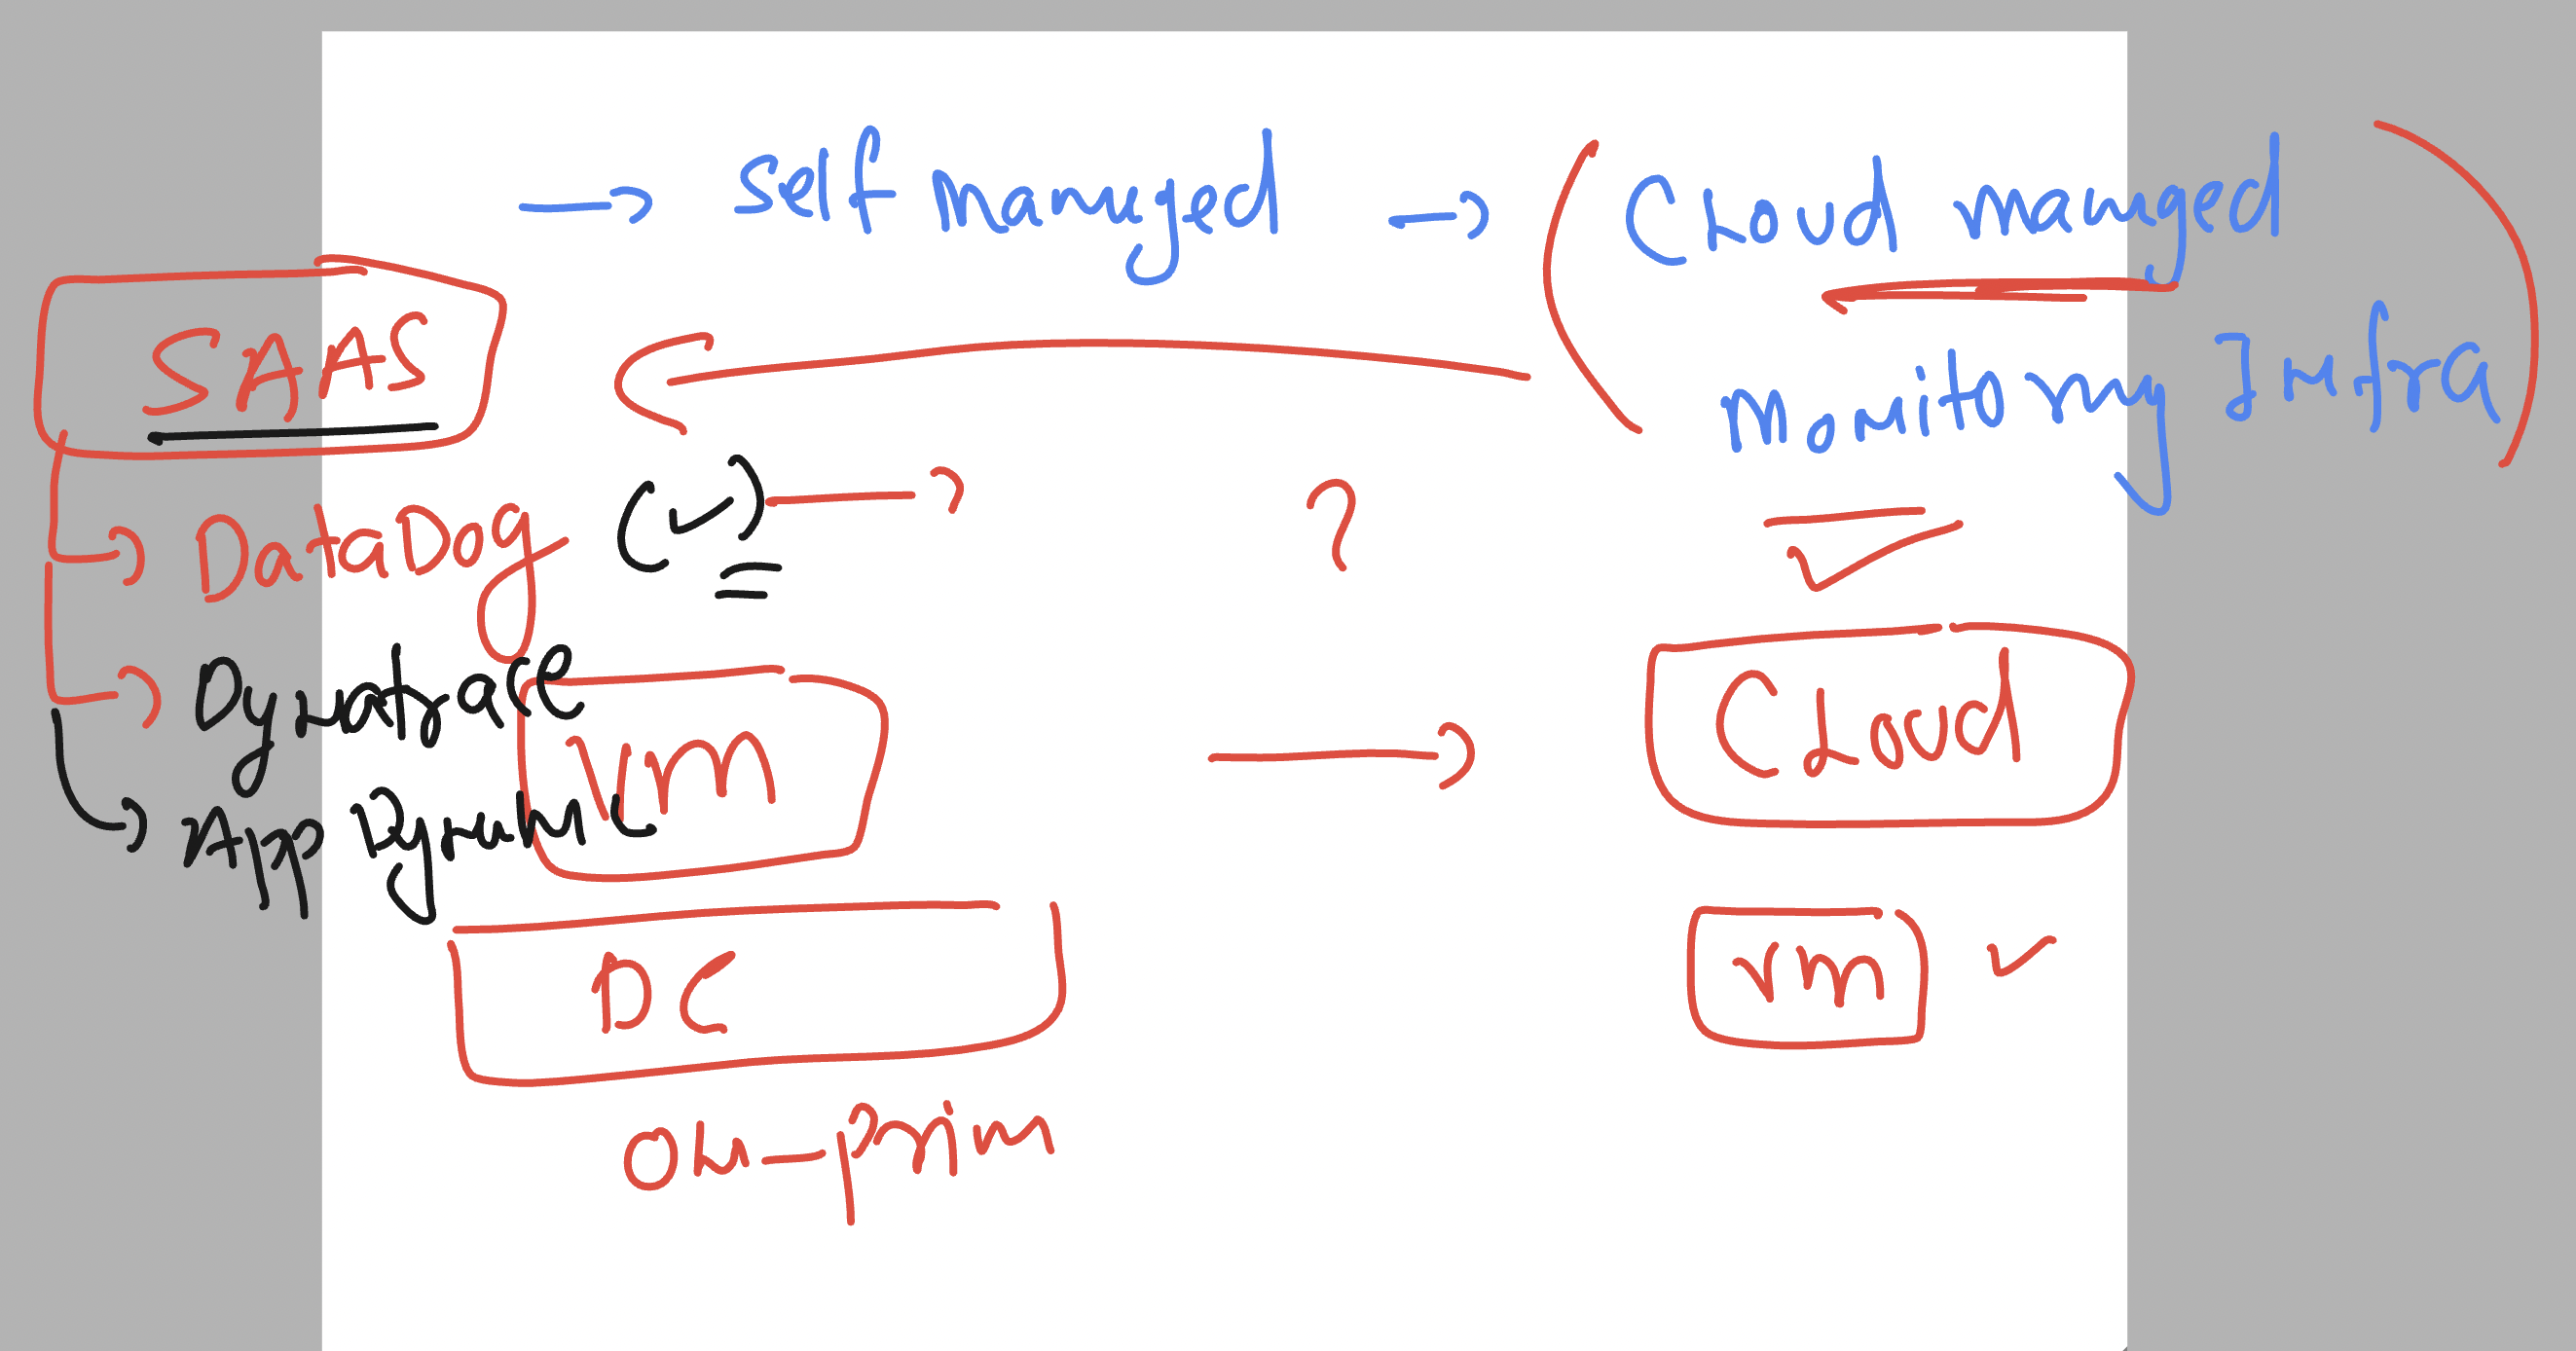 → Self Managed → Cloud managed
Monitoring Infra
SAAS
→ DataDog (✓) — ? ? ✓
→ Dynatrace
→ App Dynamic
VM → Cloud
DC
VM ✓
On-prim